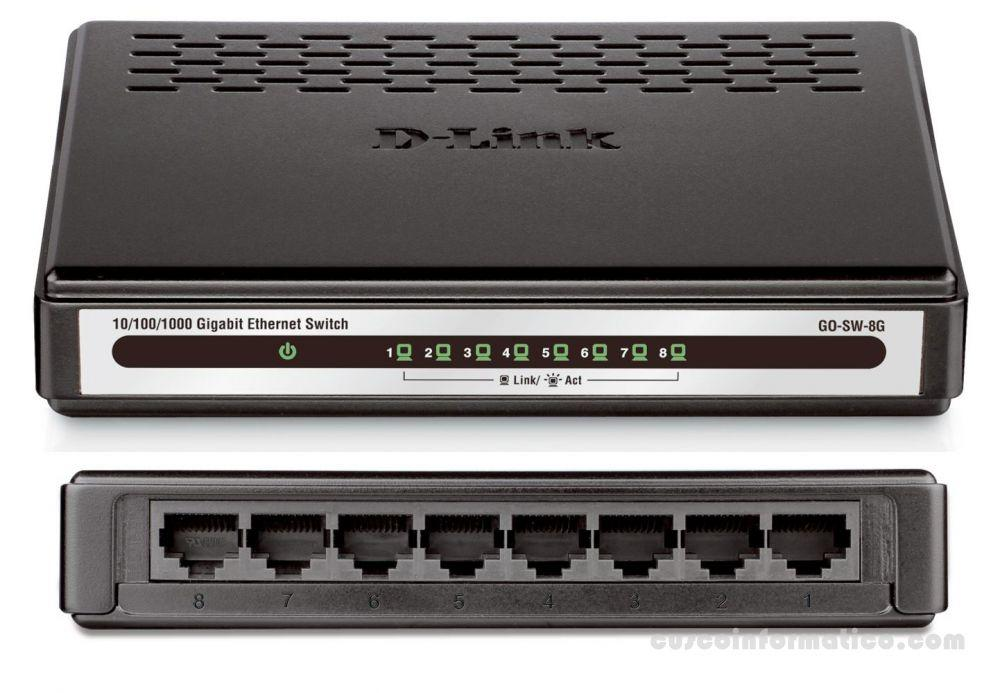 D-Link
10/100/1000 Gigabit Ethernet Switch
GO-SW-8G
1 2 3 4 5 6 7 8
Link/ Act
8 7 6 5 4 3 2 1
cuscoinformatico.com